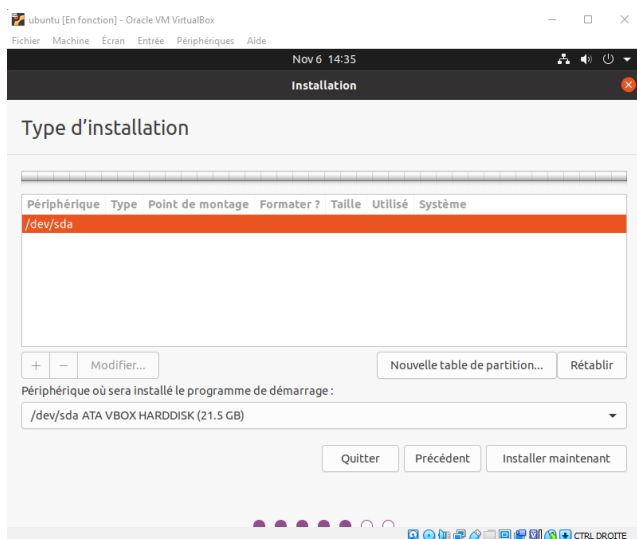 ubuntu [En fonction] - Oracle VM VirtualBox
Fichier Machine Écran Entrée Périphériques Aide
Nov 6 14:35
Installation
Type d’installation
Périphérique Type Point de montage Formater ? Taille Utilisé Système
/dev/sda
+ − Modifier... Nouvelle table de partition... Rétablir
Périphérique où sera installé le programme de démarrage :
/dev/sda ATA VBOX HARDDISK (21.5 GB)
Quitter Précédent Installer maintenant
CTRL DROITE